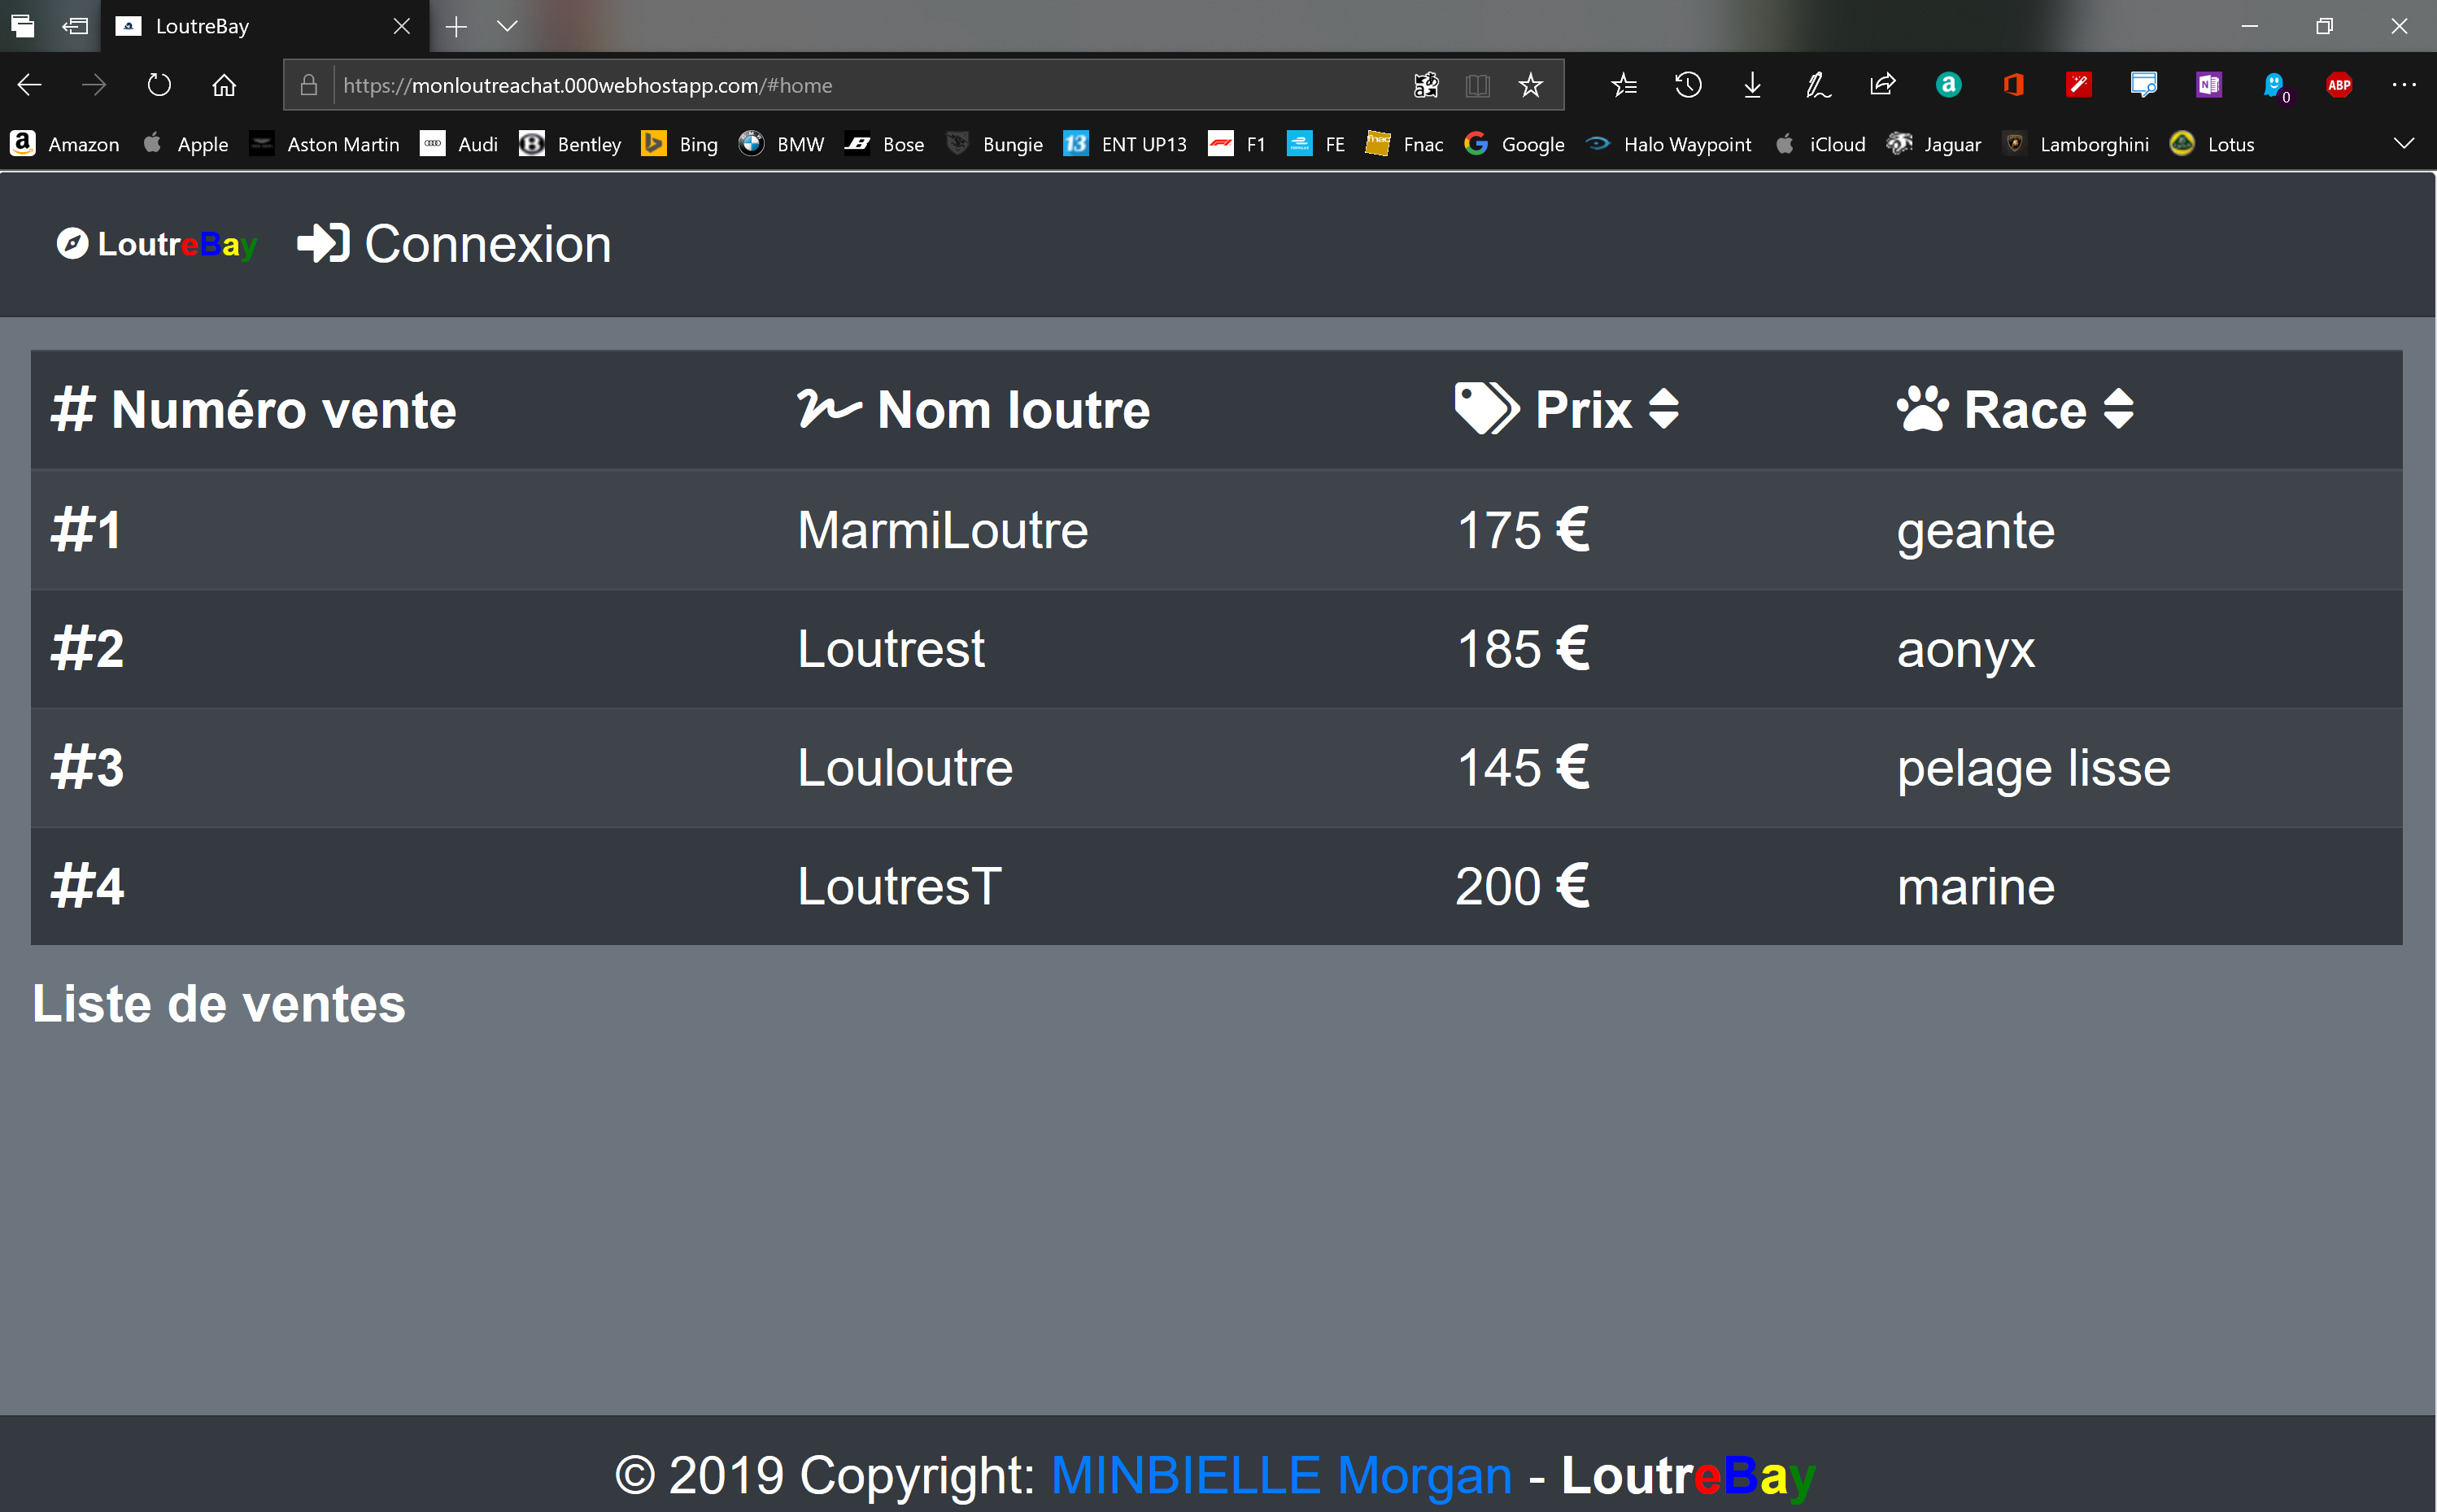 LoutreBay
https://monloutreachat.000webhostapp.com/#home
0
ABP
Amazon Apple Aston Martin Audi Bentley Bing BMW Bose Bungie 13 ENT UP13 F1 FE Fnac Google Halo Waypoint iCloud Jaguar Lamborghini Lotus
LoutreBay Connexion
# Numéro vente Nom loutre Prix Race
#1 MarmiLoutre 175 € geante
#2 Loutrest 185 € aonyx
#3 Louloutre 145 € pelage lisse
#4 LoutresT 200 € marine
Liste de ventes
© 2019 Copyright: MINBIELLE Morgan - LoutreBay